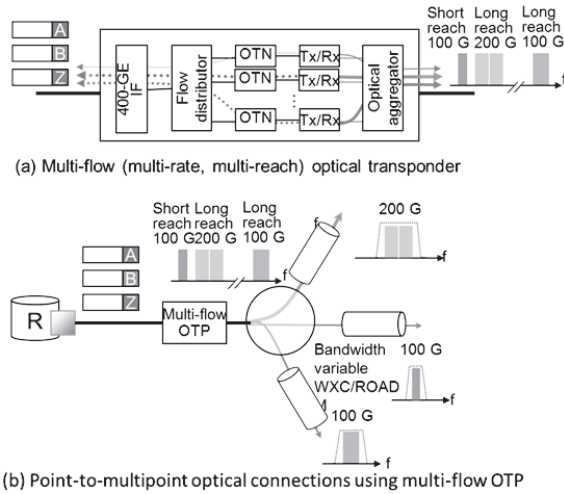 Short reach 100 G
Long reach 200 G
Long reach 100 G
A
B
Z
400-GE IF
Flow distributor
OTN
OTN
OTN
Tx/Rx
Tx/Rx
Tx/Rx
Optical aggregator
f
(a) Multi-flow (multi-rate, multi-reach) optical transponder
Short reach 100 G
Long reach 200 G
Long reach 100 G
f
f
200 G
f
A
B
Z
R
Multi-flow OTP
Bandwidth
variable
WXC/ROAD
M
100 G
f
100 G
f
(b) Point-to-multipoint optical connections using multi-flow OTP